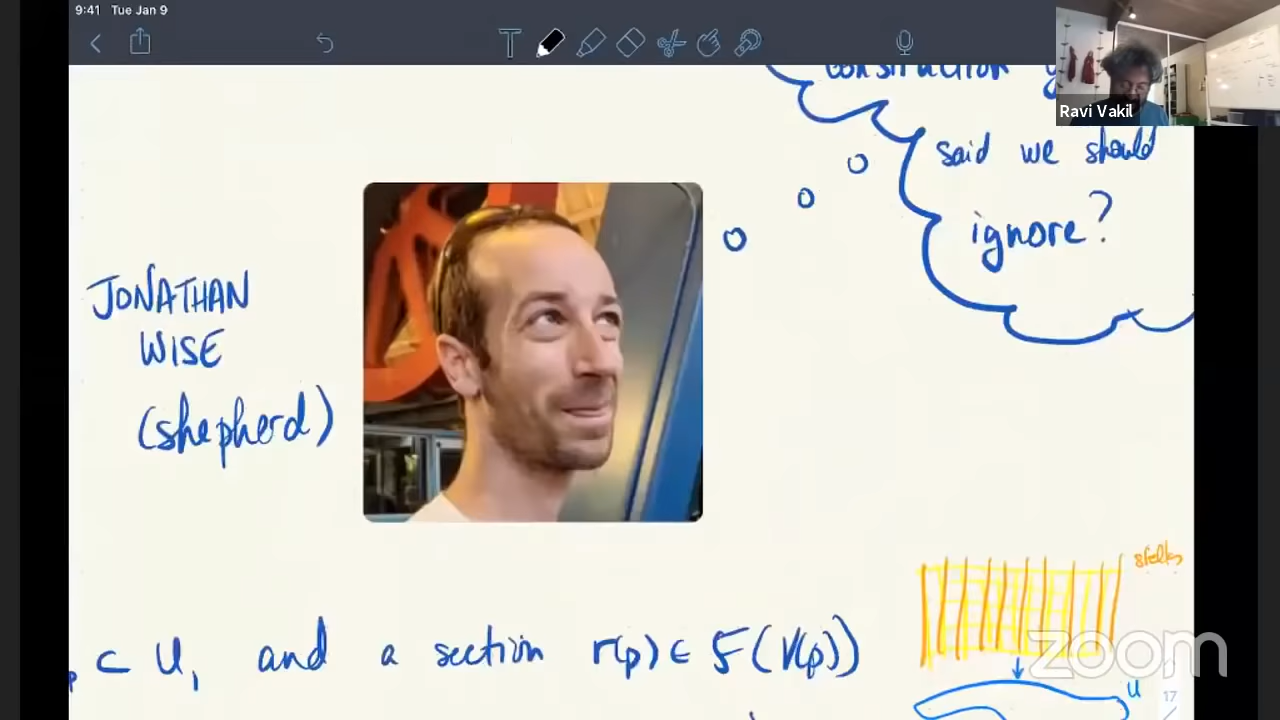 9:41 Tue Jan 9
Ravi Vakil
construction
said we should
ignore?
JONATHAN
WISE
(shepherd)
stalks
p ⊂ U, and a section r(p) ∈ F(V(p))
zoom
U
17